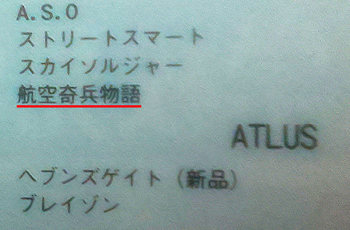 A.S.O
ストリートスマート
スカイソルジャー
航空奇兵物語
ATLUS
ヘブンズゲイト (新品)
ブレイゾン